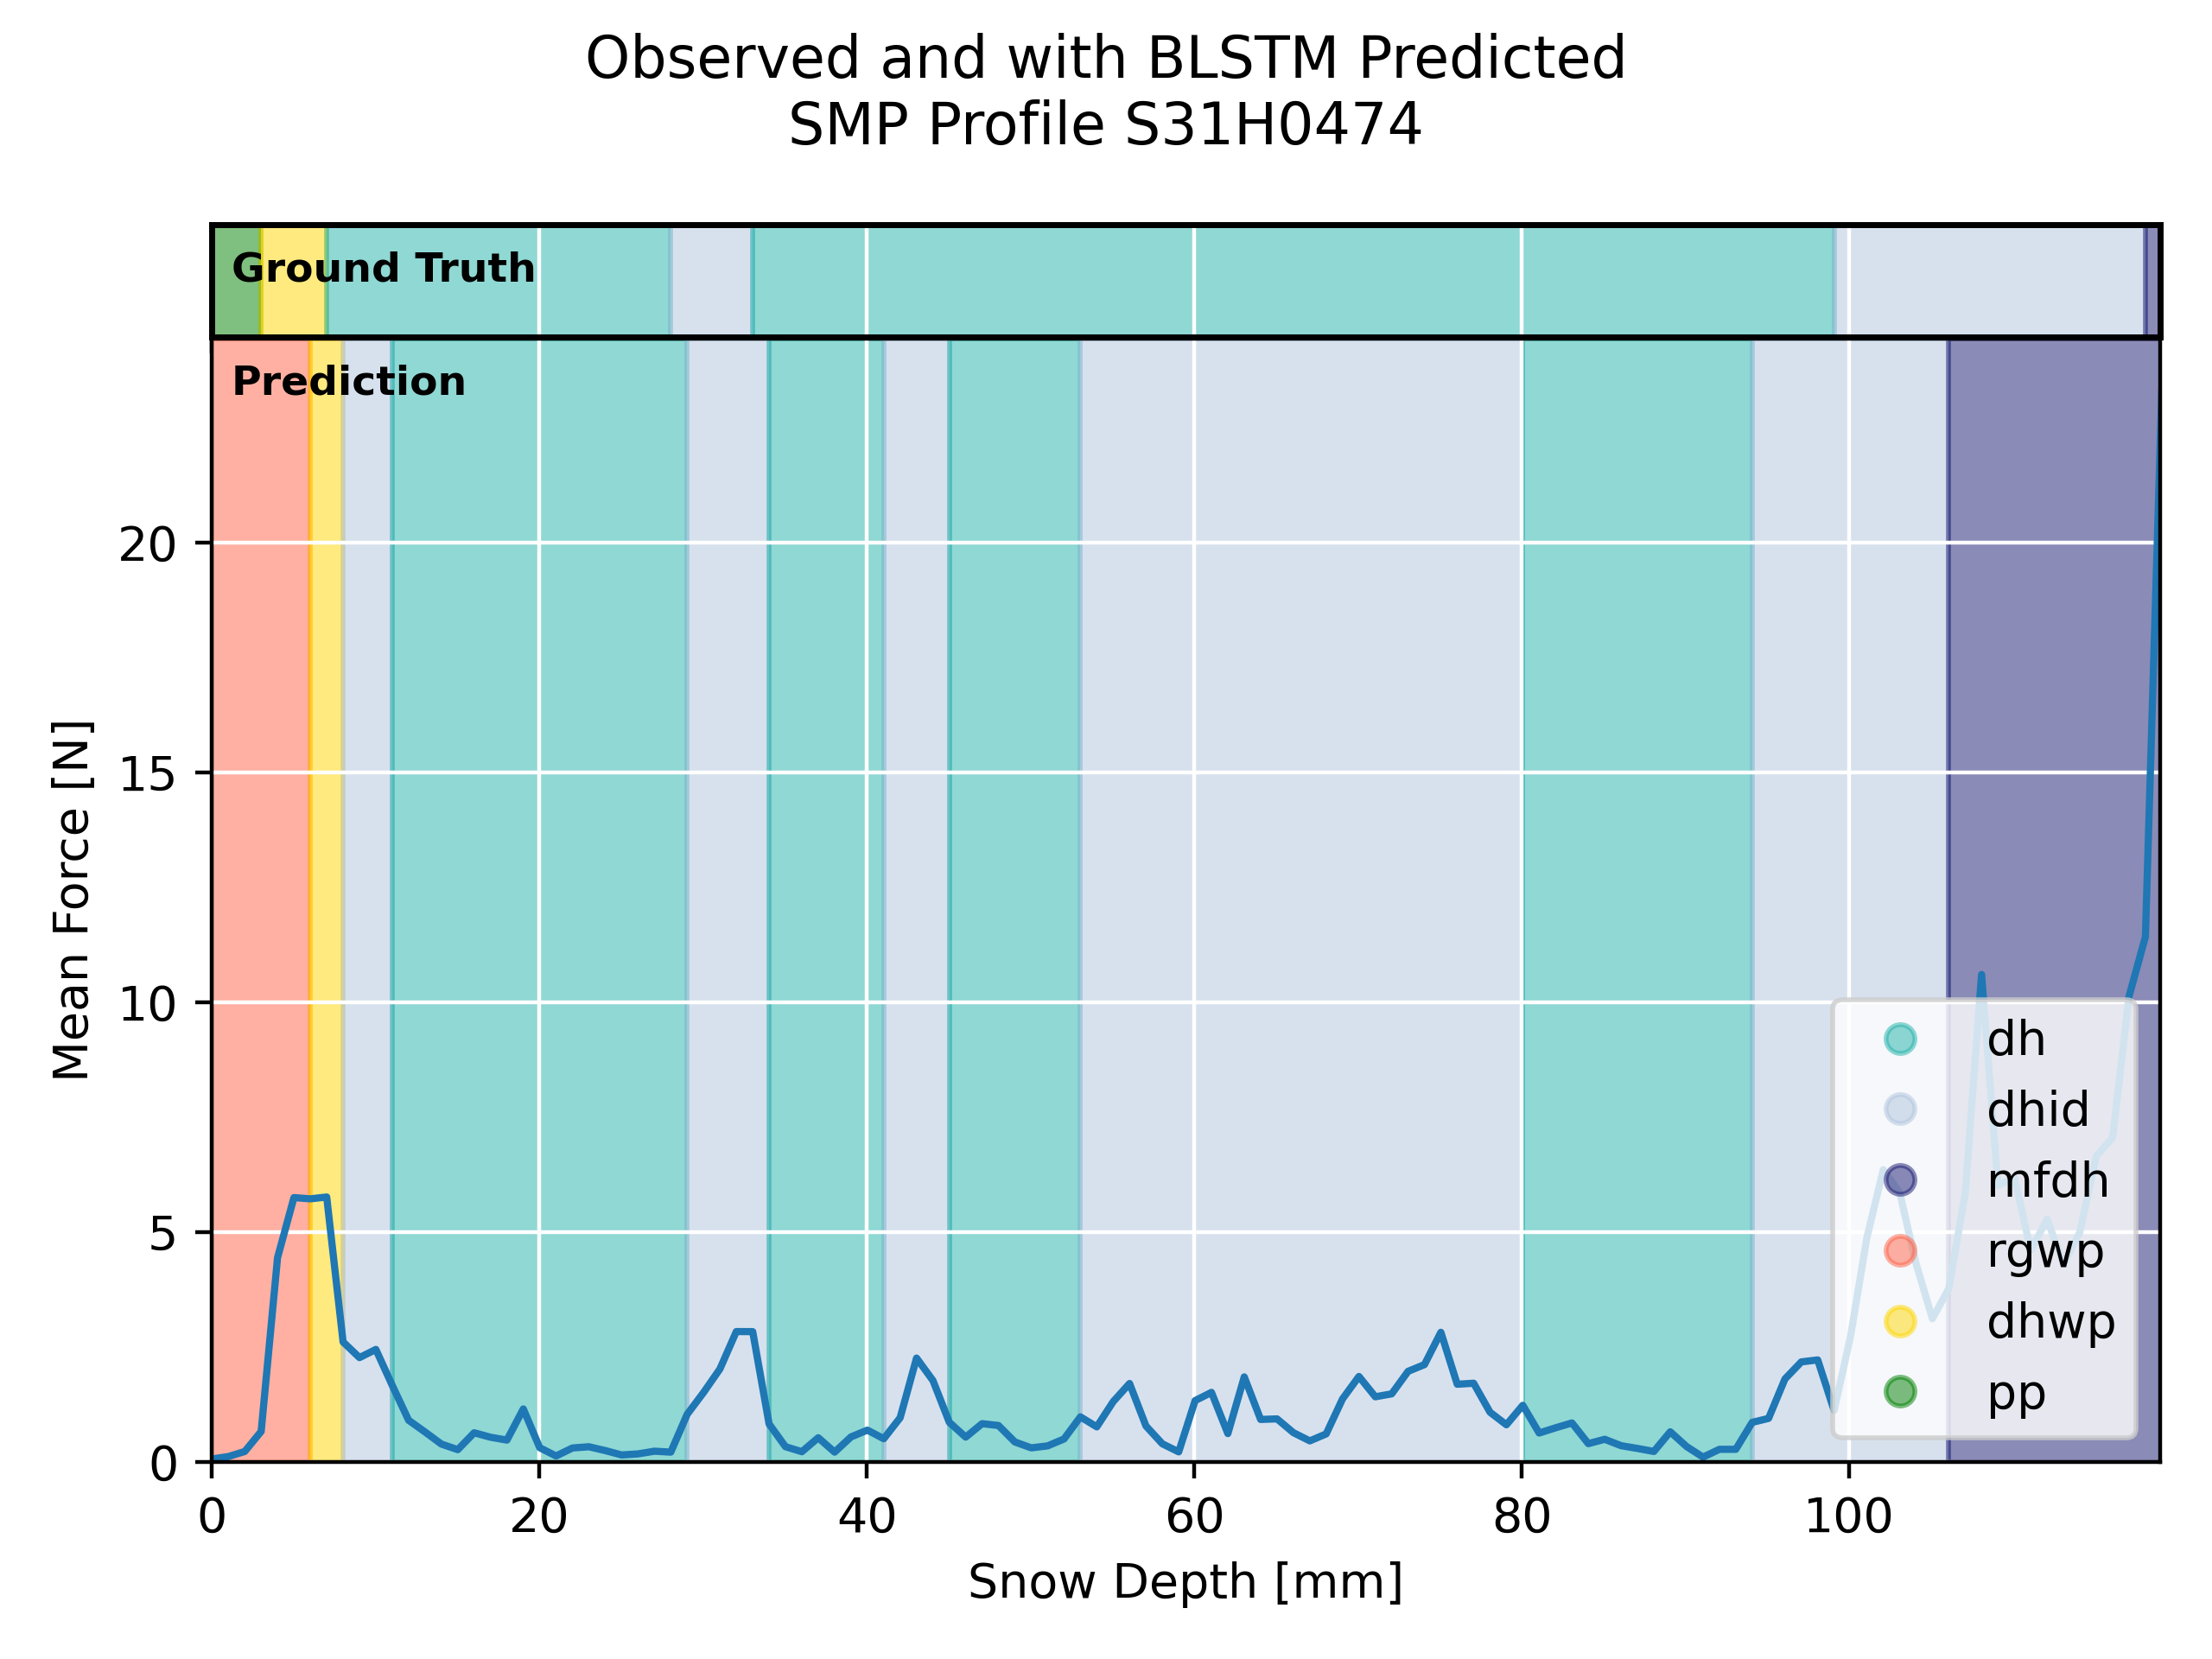 Observed and with BLSTM Predicted
SMP Profile S31H0474
Ground Truth
Prediction
20
15
10
5
0
Mean Force [N]
dh
dhid
mfdh
rgwp
dhwp
pp
0 20 40 60 80 100
Snow Depth [mm]